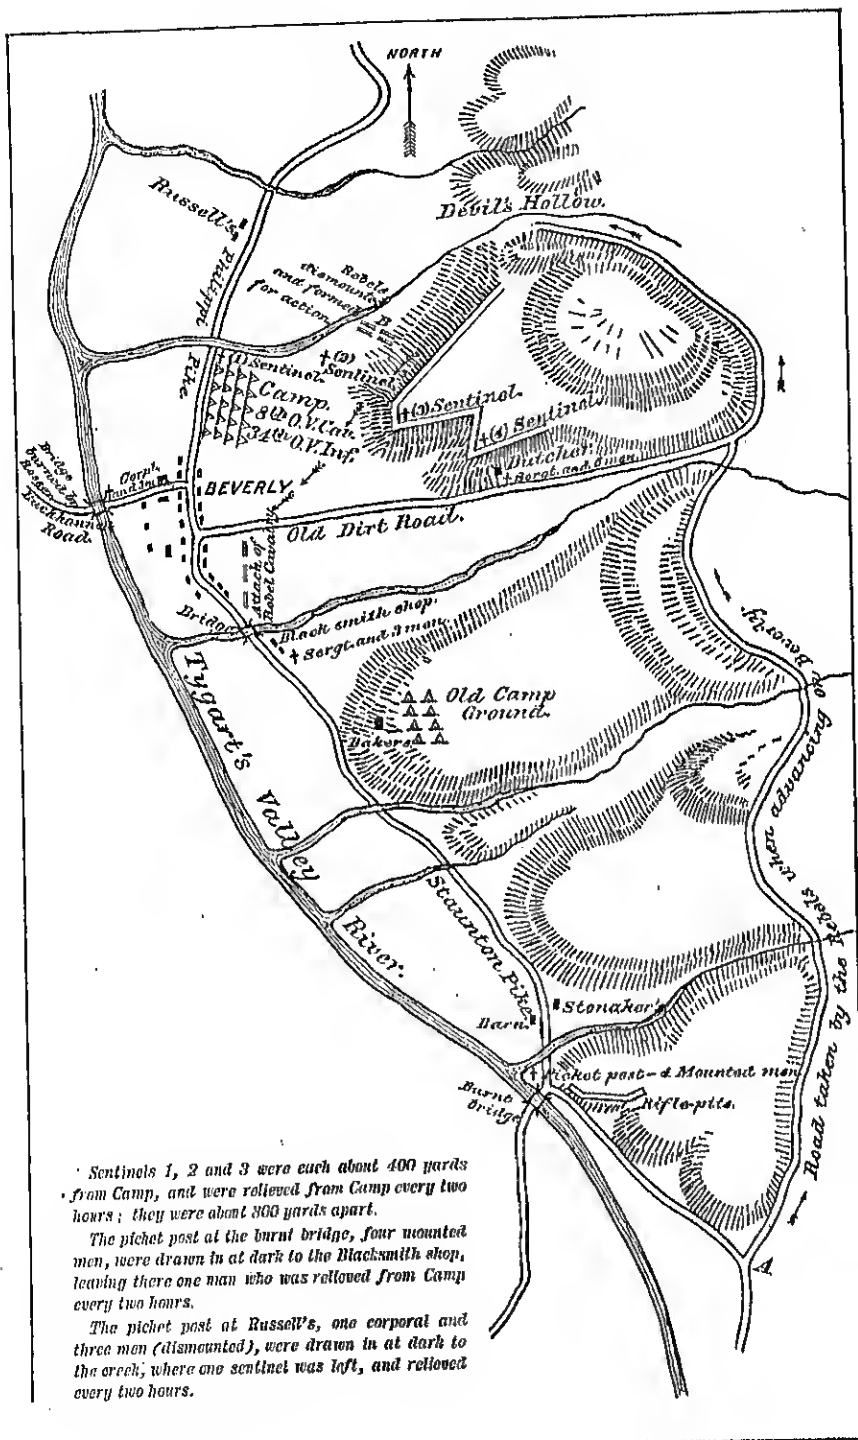 NORTH
Devil's Hollow.
Russell's
Philippi
Pike
Rebels
dismounted
and formed
for action
B
(1) Sentinel.
(2)
Sentinel
Camp.
8th O.V. Cav.
34th O.V. Inf.
(3) Sentinel.
(4) Sentinel.
Butcher.
Sergt. and 3 men.
Bridge
burned by
Road.
Corpl.
and 3 m
BEVERLY.
Old Dirt Road.
Attack of
Rebel Cavalry.
Bridge
Black smith shop.
Sergt. and 3 men.
Old Camp
Ground.
Bakers
Tygart's Valley
River.
Staunton Pike
Stonaker's
Barn.
Picket post—4 Mounted men
Rifle-pits.
Burnt
bridge
Road taken by the Rebels when advancing on Beverly.
A
Sentinels 1, 2 and 3 were each about 400 yards
from Camp, and were relieved from Camp every two
hours; they were about 300 yards apart.
The picket post at the burnt bridge, four mounted
men, were drawn in at dark to the Blacksmith shop,
leaving there one man who was relieved from Camp
every two hours.
The picket post at Russell's, one corporal and
three men (dismounted), were drawn in at dark to
the creek, where one sentinel was left, and relieved
every two hours.